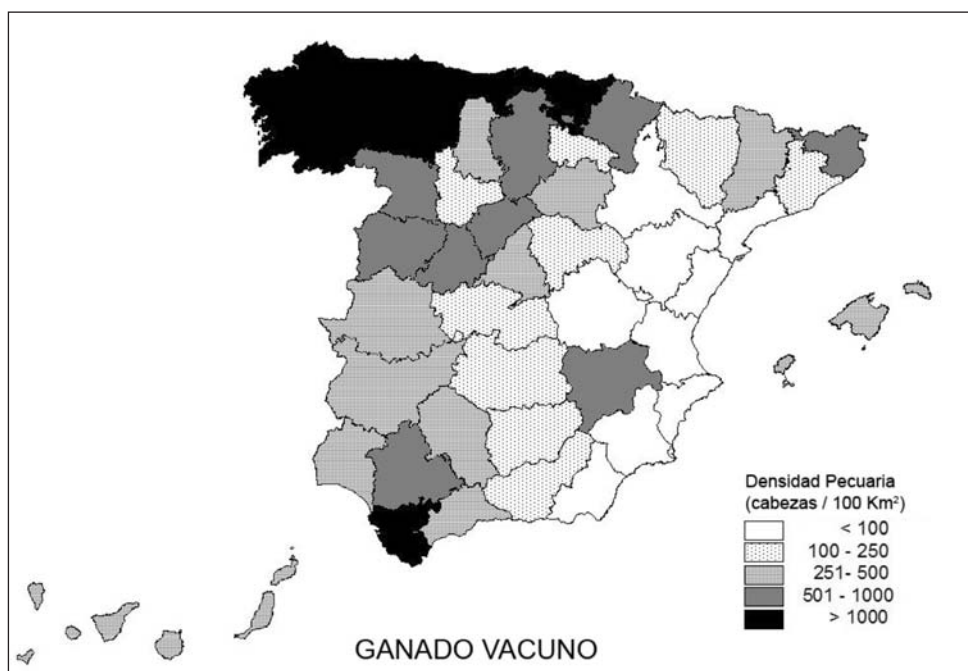 Densidad Pecuaria
(cabezas / 100 Km²)
< 100
100 - 250
251- 500
501 - 1000
> 1000
GANADO VACUNO